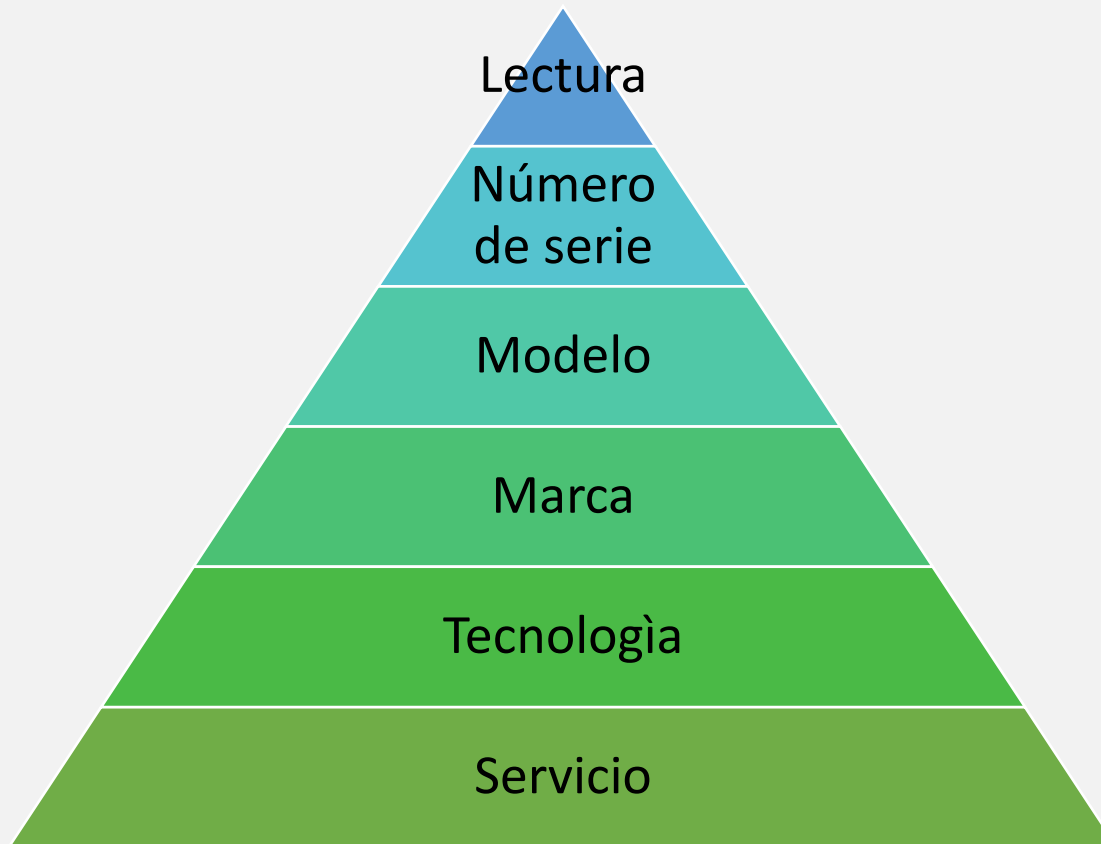 Lectura
Número
de serie
Modelo
Marca
Tecnologìa
Servicio